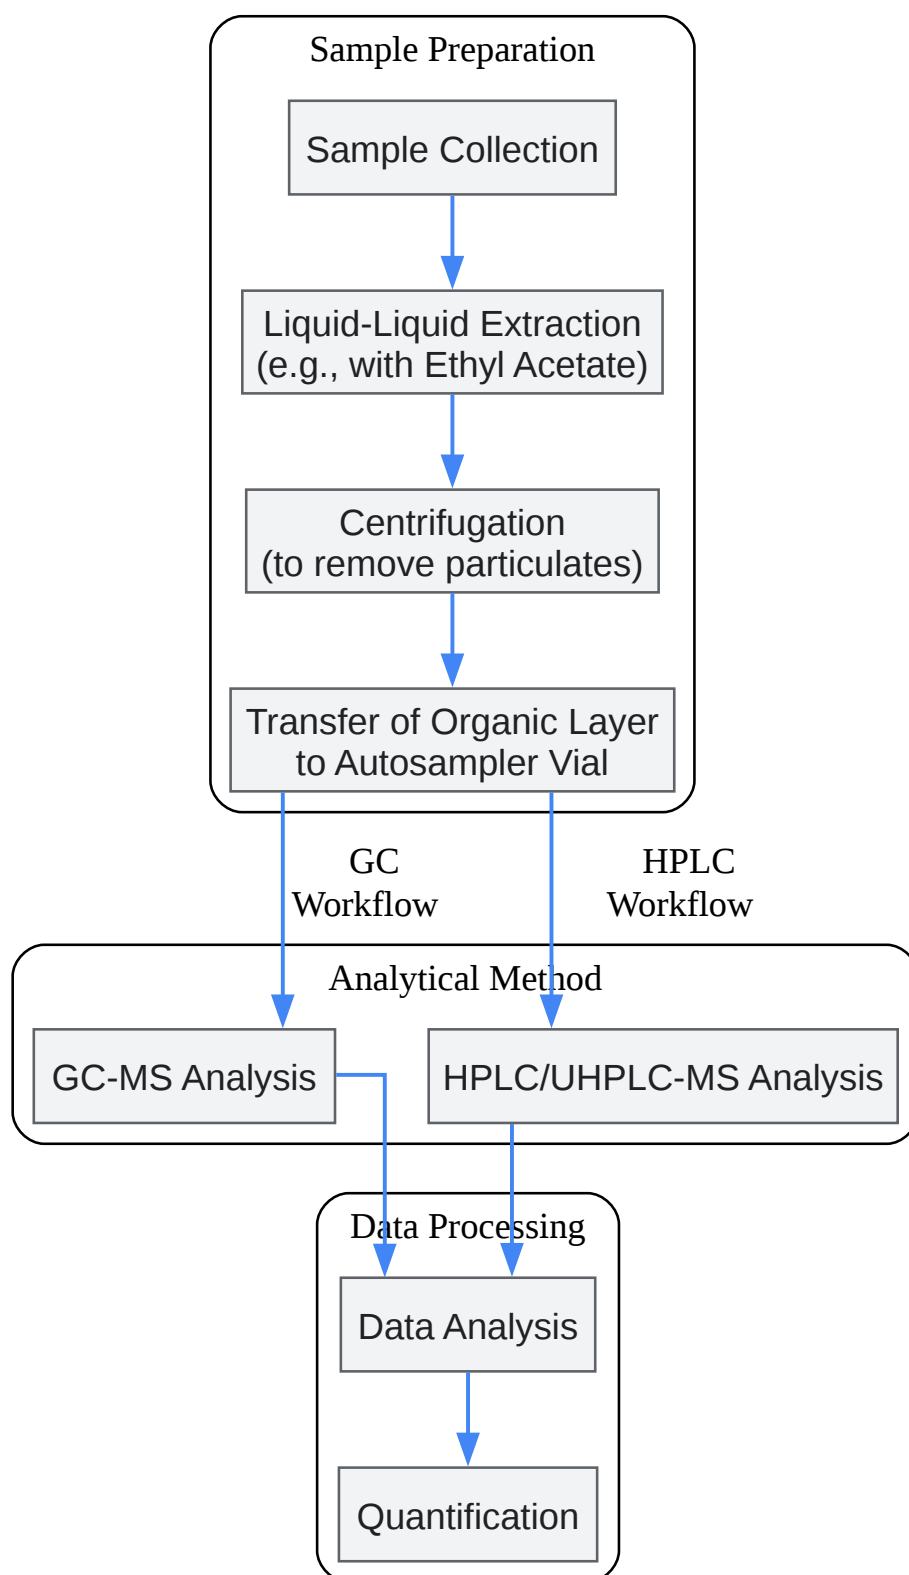 Sample Preparation
Sample Collection
Liquid-Liquid Extraction
(e.g., with Ethyl Acetate)
Centrifugation
(to remove particulates)
Transfer of Organic Layer
to Autosampler Vial
GC
Workflow
HPLC
Workflow
Analytical Method
GC-MS Analysis
HPLC/UHPLC-MS Analysis
Data Processing
Data Analysis
Quantification